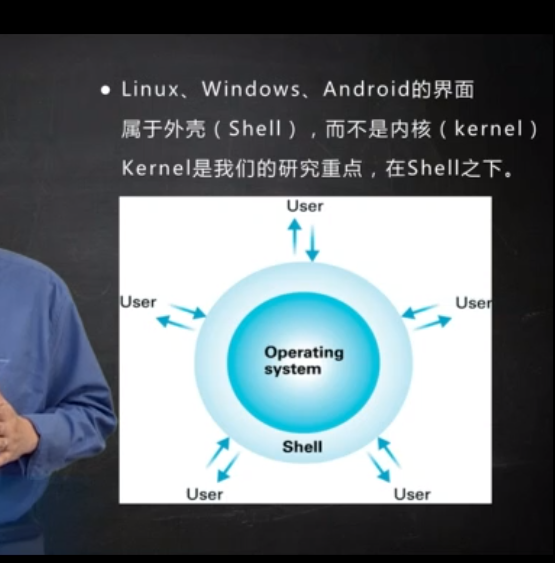 • Linux、Windows、Android的界面
属于外壳（Shell），而不是内核（kernel）
Kernel是我们的研究重点，在Shell之下。
User
User
User
Operating
system
Shell
User
User